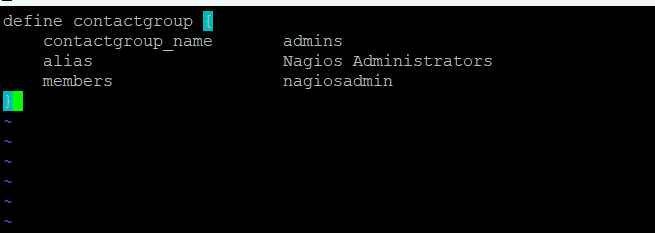 define contactgroup {
    contactgroup_name       admins
    alias                   Nagios Administrators
    members                 nagiosadmin
}
~
~
~
~
~
~